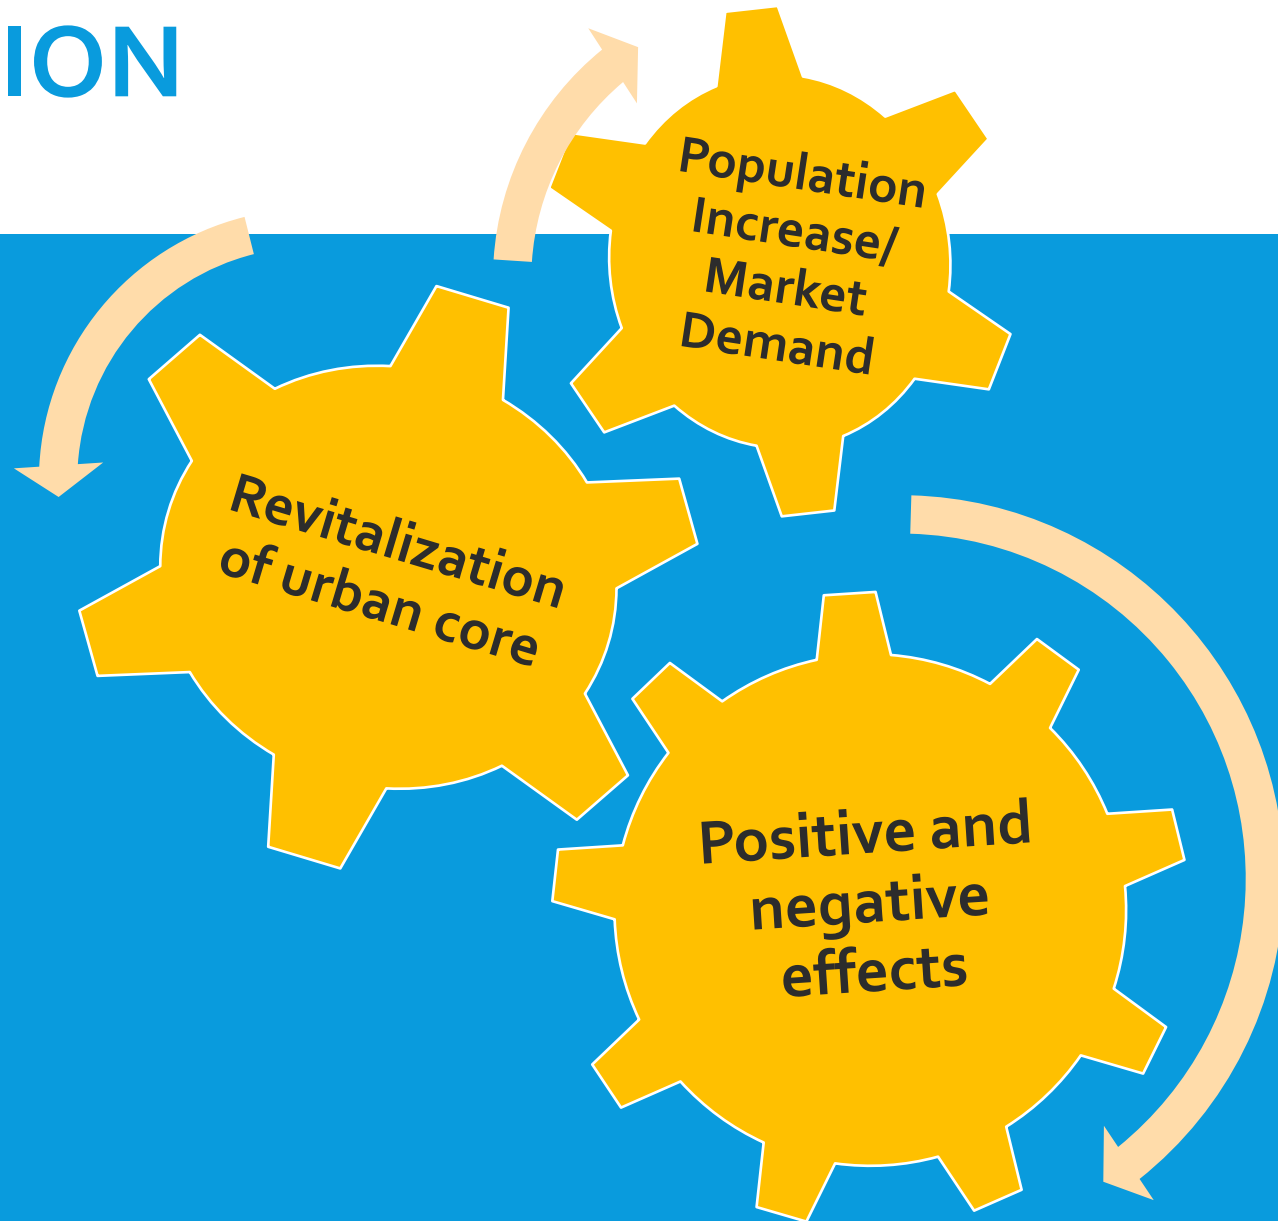 ION
Population
Increase/
Market
Demand
Revitalization
of urban core
Positive and
negative
effects